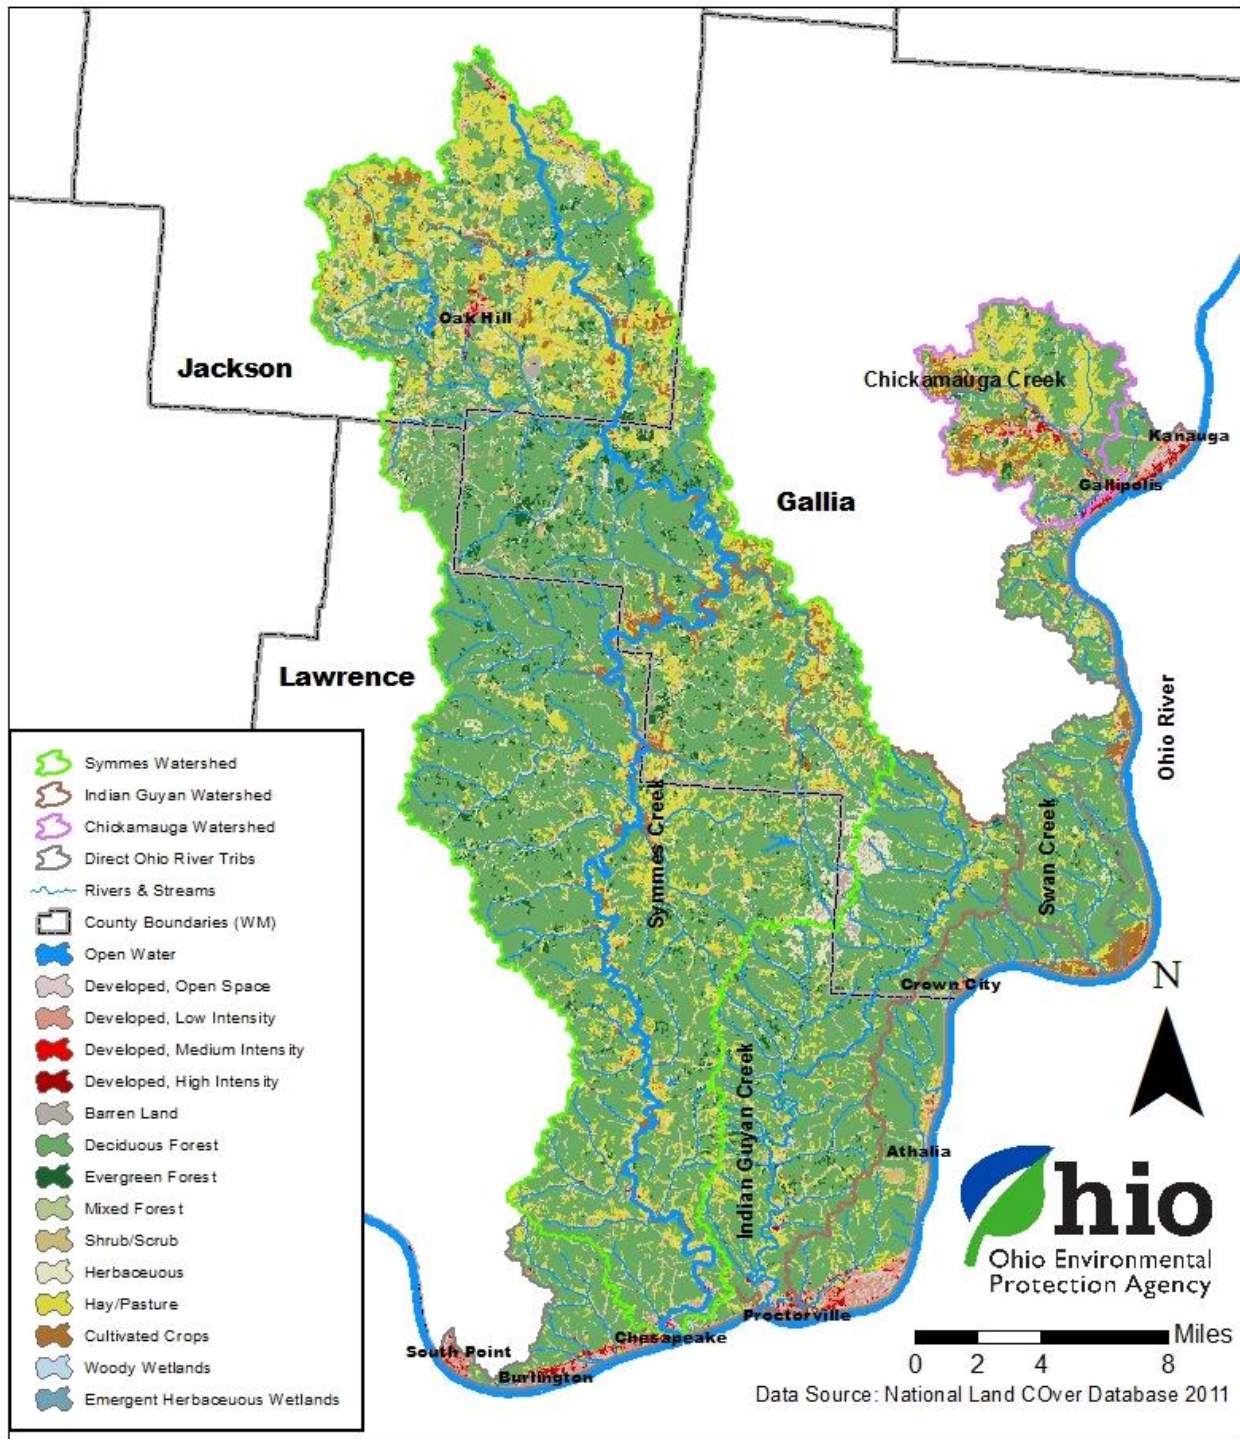 Oak Hill
Jackson
Chickamauga Creek
Kanauga
Gallipolis
Gallia
Lawrence
Ohio River
Symmes Creek
Swan Creek
Crown City
Indian Guyan Creek
Athalia
Proctorville
Chesapeake
South Point
Burlington
Symmes Watershed
Indian Guyan Watershed
Chickamauga Watershed
Direct Ohio River Tribs
Rivers & Streams
County Boundaries (WM)
Open Water
Developed, Open Space
Developed, Low Intensity
Developed, Medium Intensity
Developed, High Intensity
Barren Land
Deciduous Forest
Evergreen Forest
Mixed Forest
Shrub/Scrub
Herbaceuous
Hay/Pasture
Cultivated Crops
Woody Wetlands
Emergent Herbaceuous Wetlands
N
Ohio
Ohio Environmental
Protection Agency
Miles
0 2 4 8
Data Source: National Land COver Database 2011